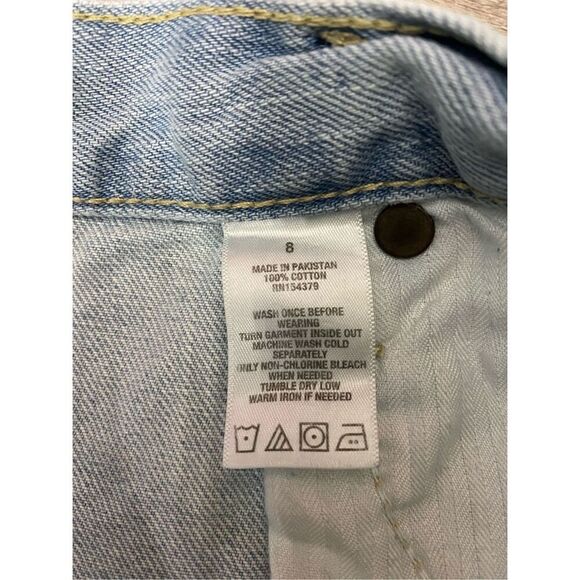 8
MADE IN PAKISTAN
100% COTTON
RN154379
WASH ONCE BEFORE
WEARING
TURN GARMENT INSIDE OUT
MACHINE WASH COLD
SEPARATELY
ONLY NON-CHLORINE BLEACH
WHEN NEEDED
TUMBLE DRY LOW
WARM IRON IF NEEDED